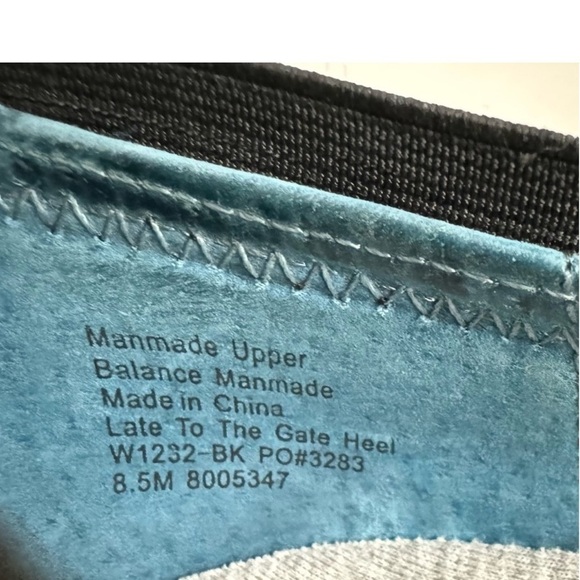 Manmade Upper
Balance Manmade
Made in China
Late To The Gate Heel
W1232-BK PO#3283
8.5M 8005347